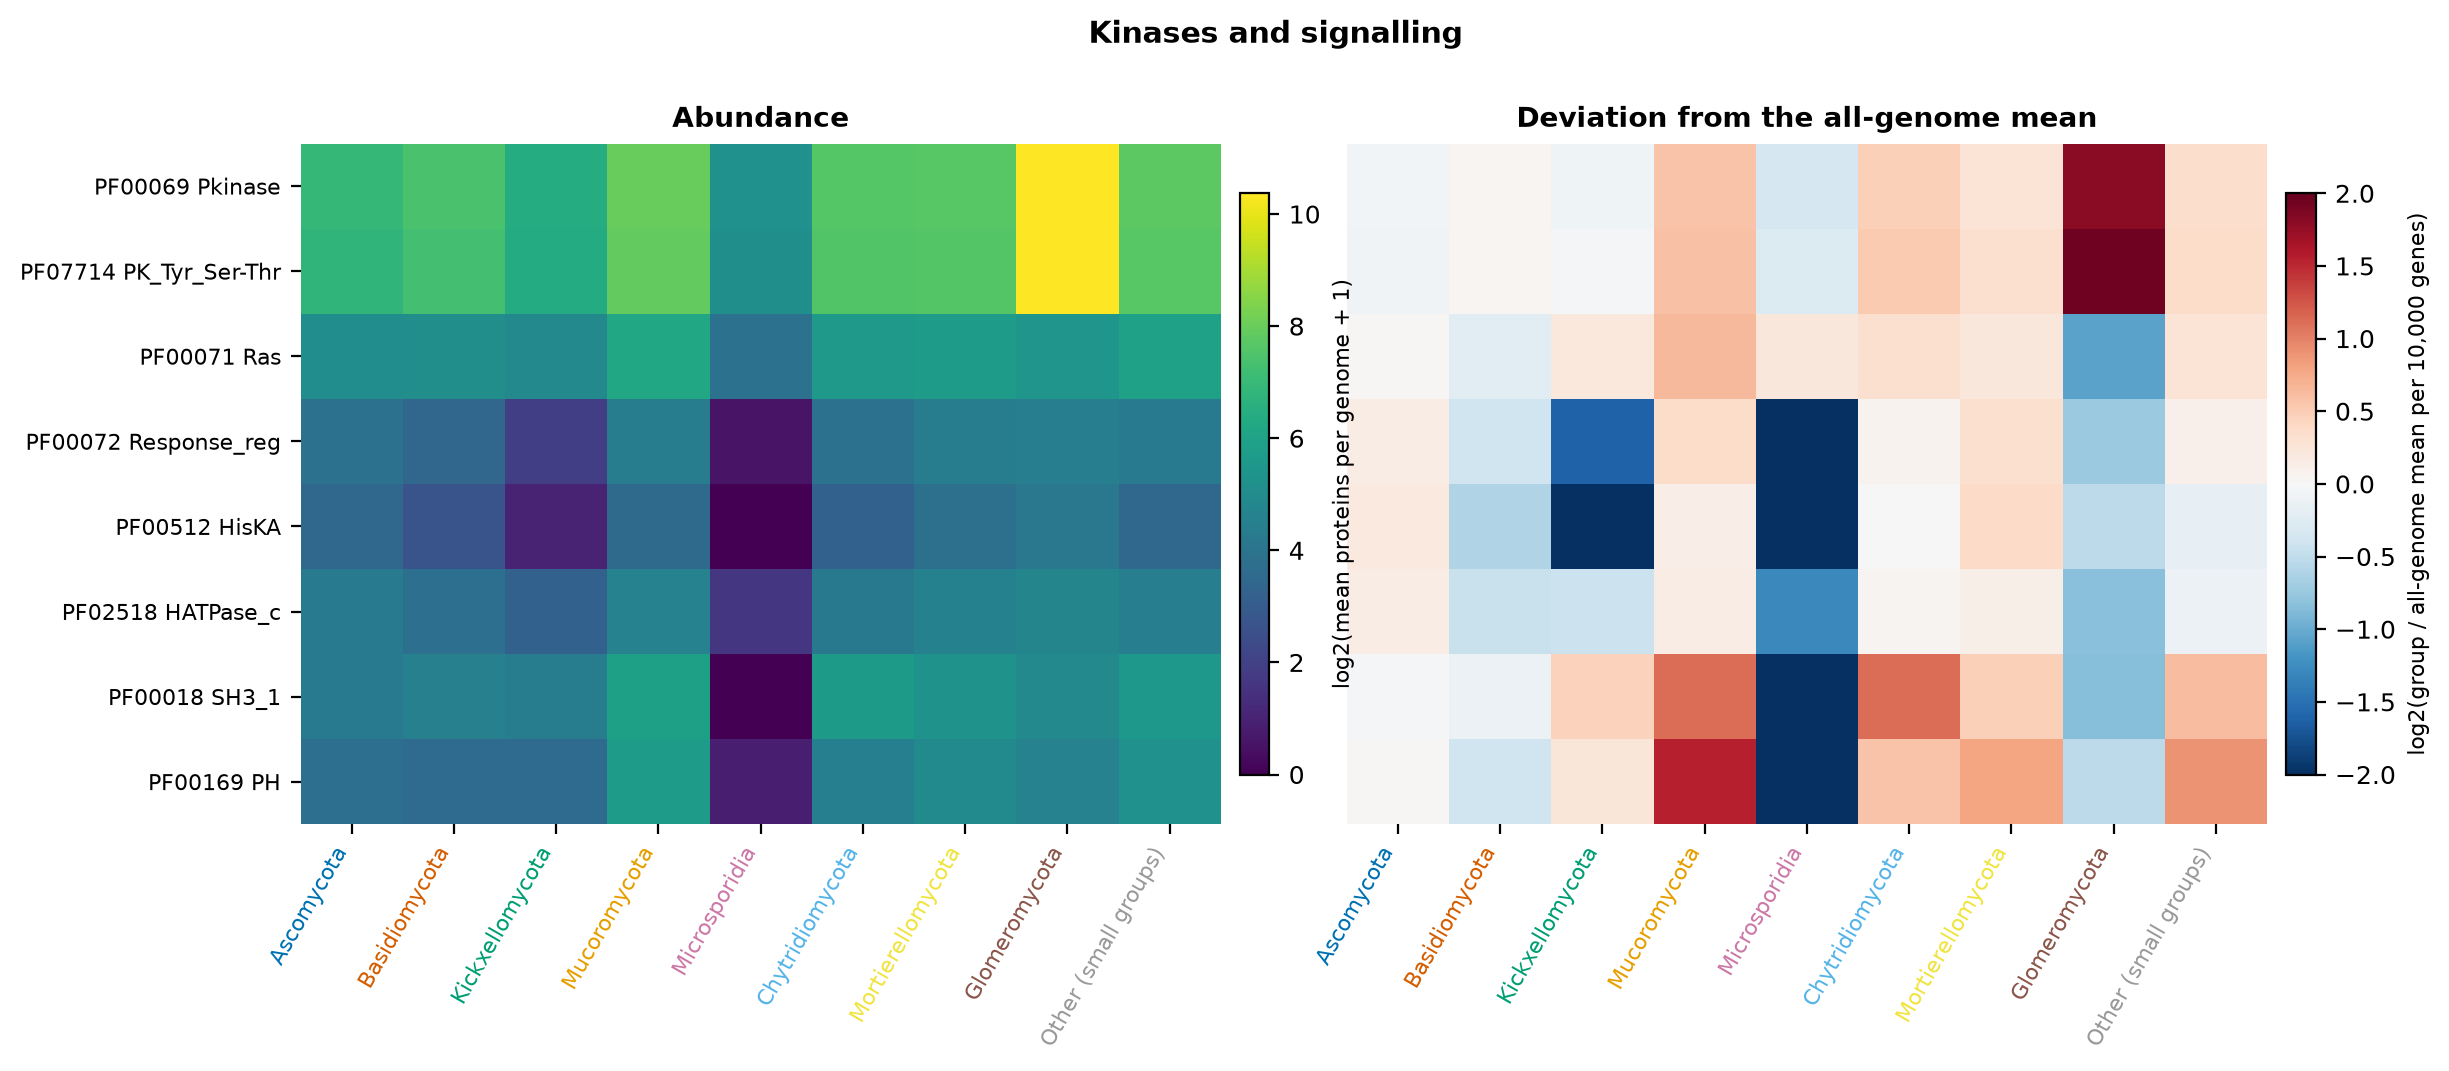 Kinases and signalling
Abundance
PF00069 Pkinase
PF07714 PK_Tyr_Ser-Thr
PF00071 Ras
PF00072 Response_reg
PF00512 HisKA
PF02518 HATPase_c
PF00018 SH3_1
PF00169 PH
Ascomycota
Basidiomycota
Kickxellomycota
Mucoromycota
Microsporidia
Chytridiomycota
Mortierellomycota
Glomeromycota
Other (small groups)
10
8
6
4
2
0
log2(mean proteins per genome + 1)
Deviation from the all-genome mean
Ascomycota
Basidiomycota
Kickxellomycota
Mucoromycota
Microsporidia
Chytridiomycota
Mortierellomycota
Glomeromycota
Other (small groups)
2.0
1.5
1.0
0.5
0.0
−0.5
−1.0
−1.5
−2.0
log2(group / all-genome mean per 10,000 genes)